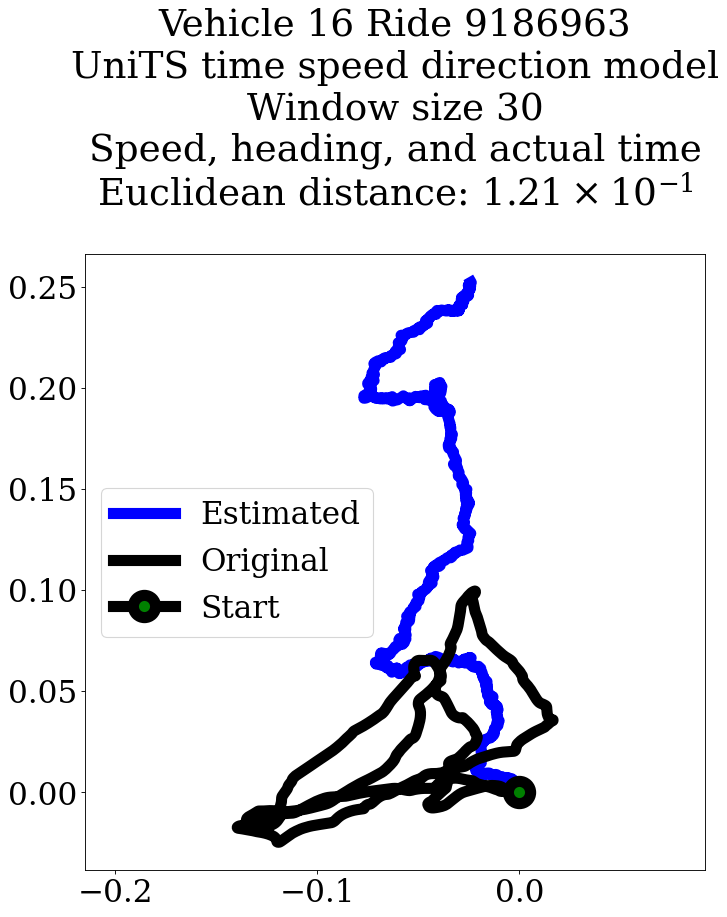 Vehicle 16 Ride 9186963
UniTS time speed direction model
Window size 30
Speed, heading, and actual time
Euclidean distance: 1.21 × 10⁻¹
0.25
0.20
0.15
Estimated
Original
0.10
Start
0.05
0.00
−0.2
−0.1
0.0